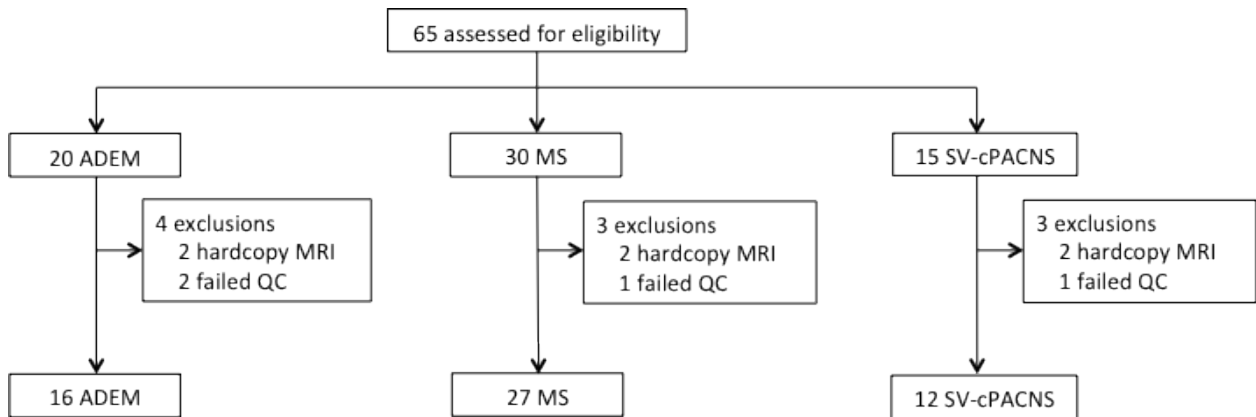 65 assessed for eligibility
20 ADEM
30 MS
15 SV-cPACNS
4 exclusions
2 hardcopy MRI
2 failed QC
3 exclusions
2 hardcopy MRI
1 failed QC
3 exclusions
2 hardcopy MRI
1 failed QC
16 ADEM
27 MS
12 SV-cPACNS